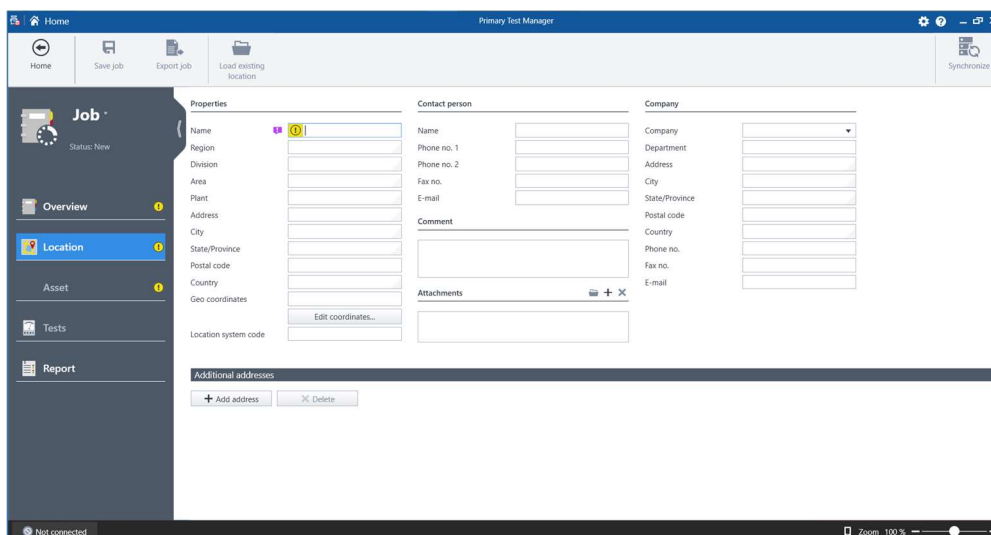 Home
Primary Test Manager
Home
Save job
Export job
Load existing
location
Synchronize
Job
Status: New
Overview
Location
Asset
Tests
Report
Properties
Name
Region
Division
Area
Plant
Address
City
State/Province
Postal code
Country
Geo coordinates
Edit coordinates...
Location system code
Contact person
Name
Phone no. 1
Phone no. 2
Fax no.
E-mail
Comment
Attachments
Company
Company
Department
Address
City
State/Province
Postal code
Country
Phone no.
Fax no.
E-mail
Additional addresses
Add address
Delete
Not connected
Zoom 100 %